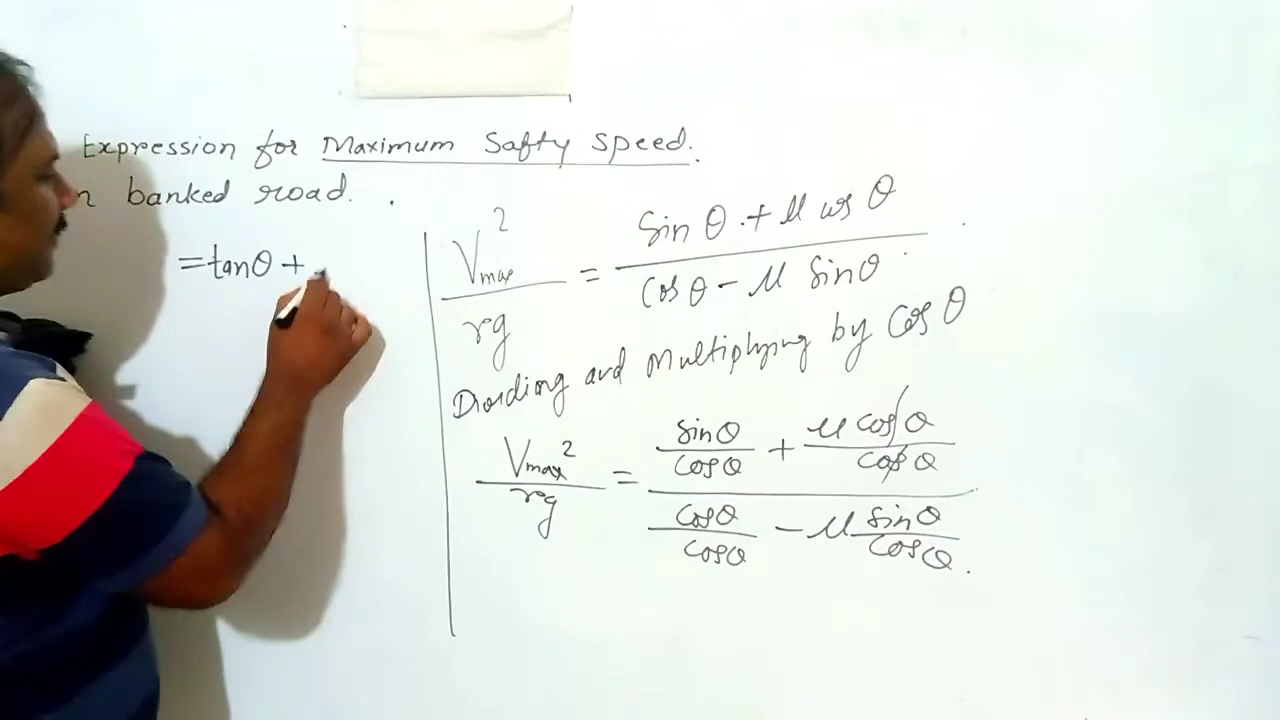 Expression for Maximum Safty Speed.
n banked road. .
= tanθ +
Vmax² / rg = (Sin θ + μ cos θ) / (Cos θ - μ Sinθ)
Dividing and Multiplying by Cos θ
Vmax² / rg = (sinθ / cosθ + μ cosθ / cosθ) / (cosθ / cosθ - μ sinθ / cosθ).